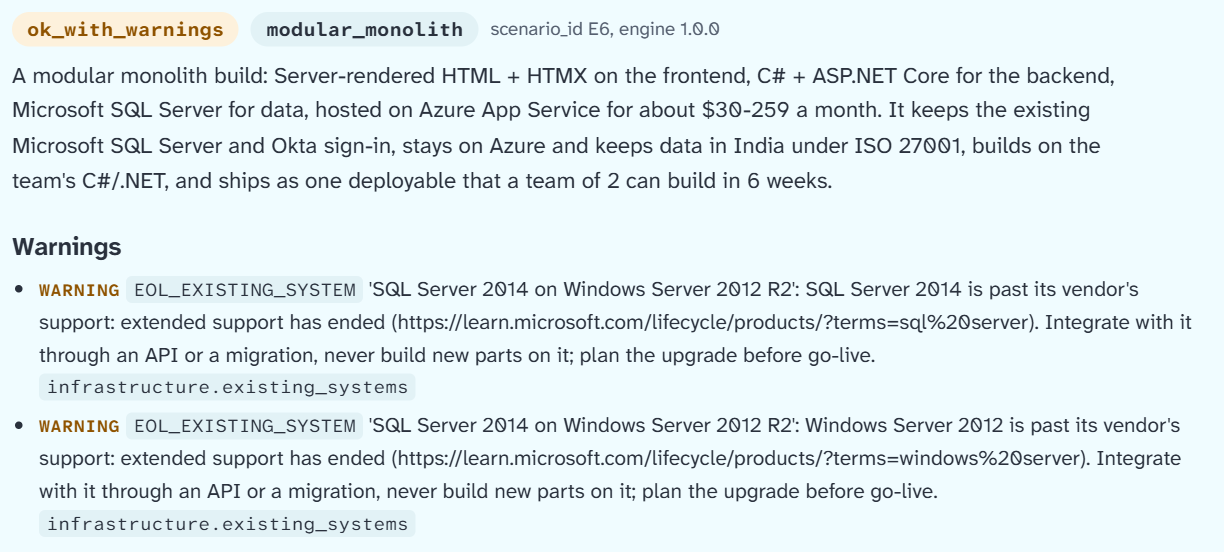 ok_with_warnings modular_monolith scenario_id E6, engine 1.0.0
A modular monolith build: Server-rendered HTML + HTMX on the frontend, C# + ASP.NET Core for the backend,
Microsoft SQL Server for data, hosted on Azure App Service for about $30-259 a month. It keeps the existing
Microsoft SQL Server and Okta sign-in, stays on Azure and keeps data in India under ISO 27001, builds on the
team's C#/.NET, and ships as one deployable that a team of 2 can build in 6 weeks.
Warnings
• WARNING EOL_EXISTING_SYSTEM 'SQL Server 2014 on Windows Server 2012 R2': SQL Server 2014 is past its vendor's
support: extended support has ended (https://learn.microsoft.com/lifecycle/products/?terms=sql%20server). Integrate with it
through an API or a migration, never build new parts on it; plan the upgrade before go-live.
infrastructure.existing_systems
• WARNING EOL_EXISTING_SYSTEM 'SQL Server 2014 on Windows Server 2012 R2': Windows Server 2012 is past its vendor's
support: extended support has ended (https://learn.microsoft.com/lifecycle/products/?terms=windows%20server). Integrate
with it through an API or a migration, never build new parts on it; plan the upgrade before go-live.
infrastructure.existing_systems